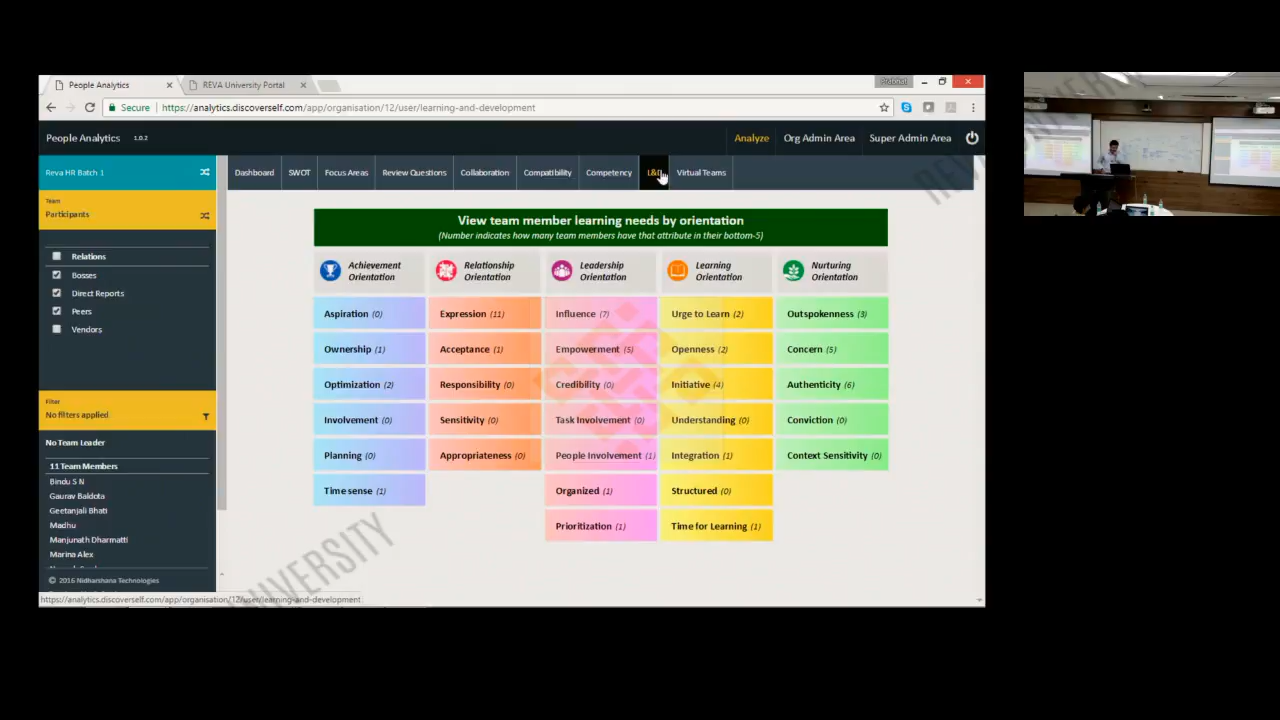 People Analytics
REVA University Portal
Secure
https://analytics.discoverself.com/app/organisation/12/user/learning-and-development
People Analytics 1.0.2
Analyze
Org Admin Area
Super Admin Area
Reva HR Batch 1
Dashboard
SWOT
Focus Areas
Review Questions
Collaboration
Compatibility
Competency
L&D
Virtual Teams
Team
Participants
Relations
Bosses
Direct Reports
Peers
Vendors
Filter
No filters applied
No Team Leader
11 Team Members
Bindu S N
Gaurav Baldota
Geetanjali Bhati
Madhu
Manjunath Dharmatti
Marina Alex
© 2016 Nidharshana Technologies
View team member learning needs by orientation
(Number indicates how many team members have that attribute in their bottom-5)
Achievement
Orientation
Relationship
Orientation
Leadership
Orientation
Learning
Orientation
Nurturing
Orientation
Aspiration (0)
Expression (11)
Influence (7)
Urge to Learn (2)
Outspokenness (3)
Ownership (1)
Acceptance (1)
Empowerment (5)
Openness (2)
Concern (5)
Optimization (2)
Responsibility (0)
Credibility (0)
Initiative (4)
Authenticity (6)
Involvement (0)
Sensitivity (0)
Task Involvement (0)
Understanding (0)
Conviction (0)
Planning (0)
Appropriateness (0)
People Involvement (1)
Integration (1)
Context Sensitivity (0)
Time sense (1)
Organized (1)
Structured (0)
Prioritization (1)
Time for Learning (1)
https://analytics.discoverself.com/app/organisation/12/user/learning-and-development